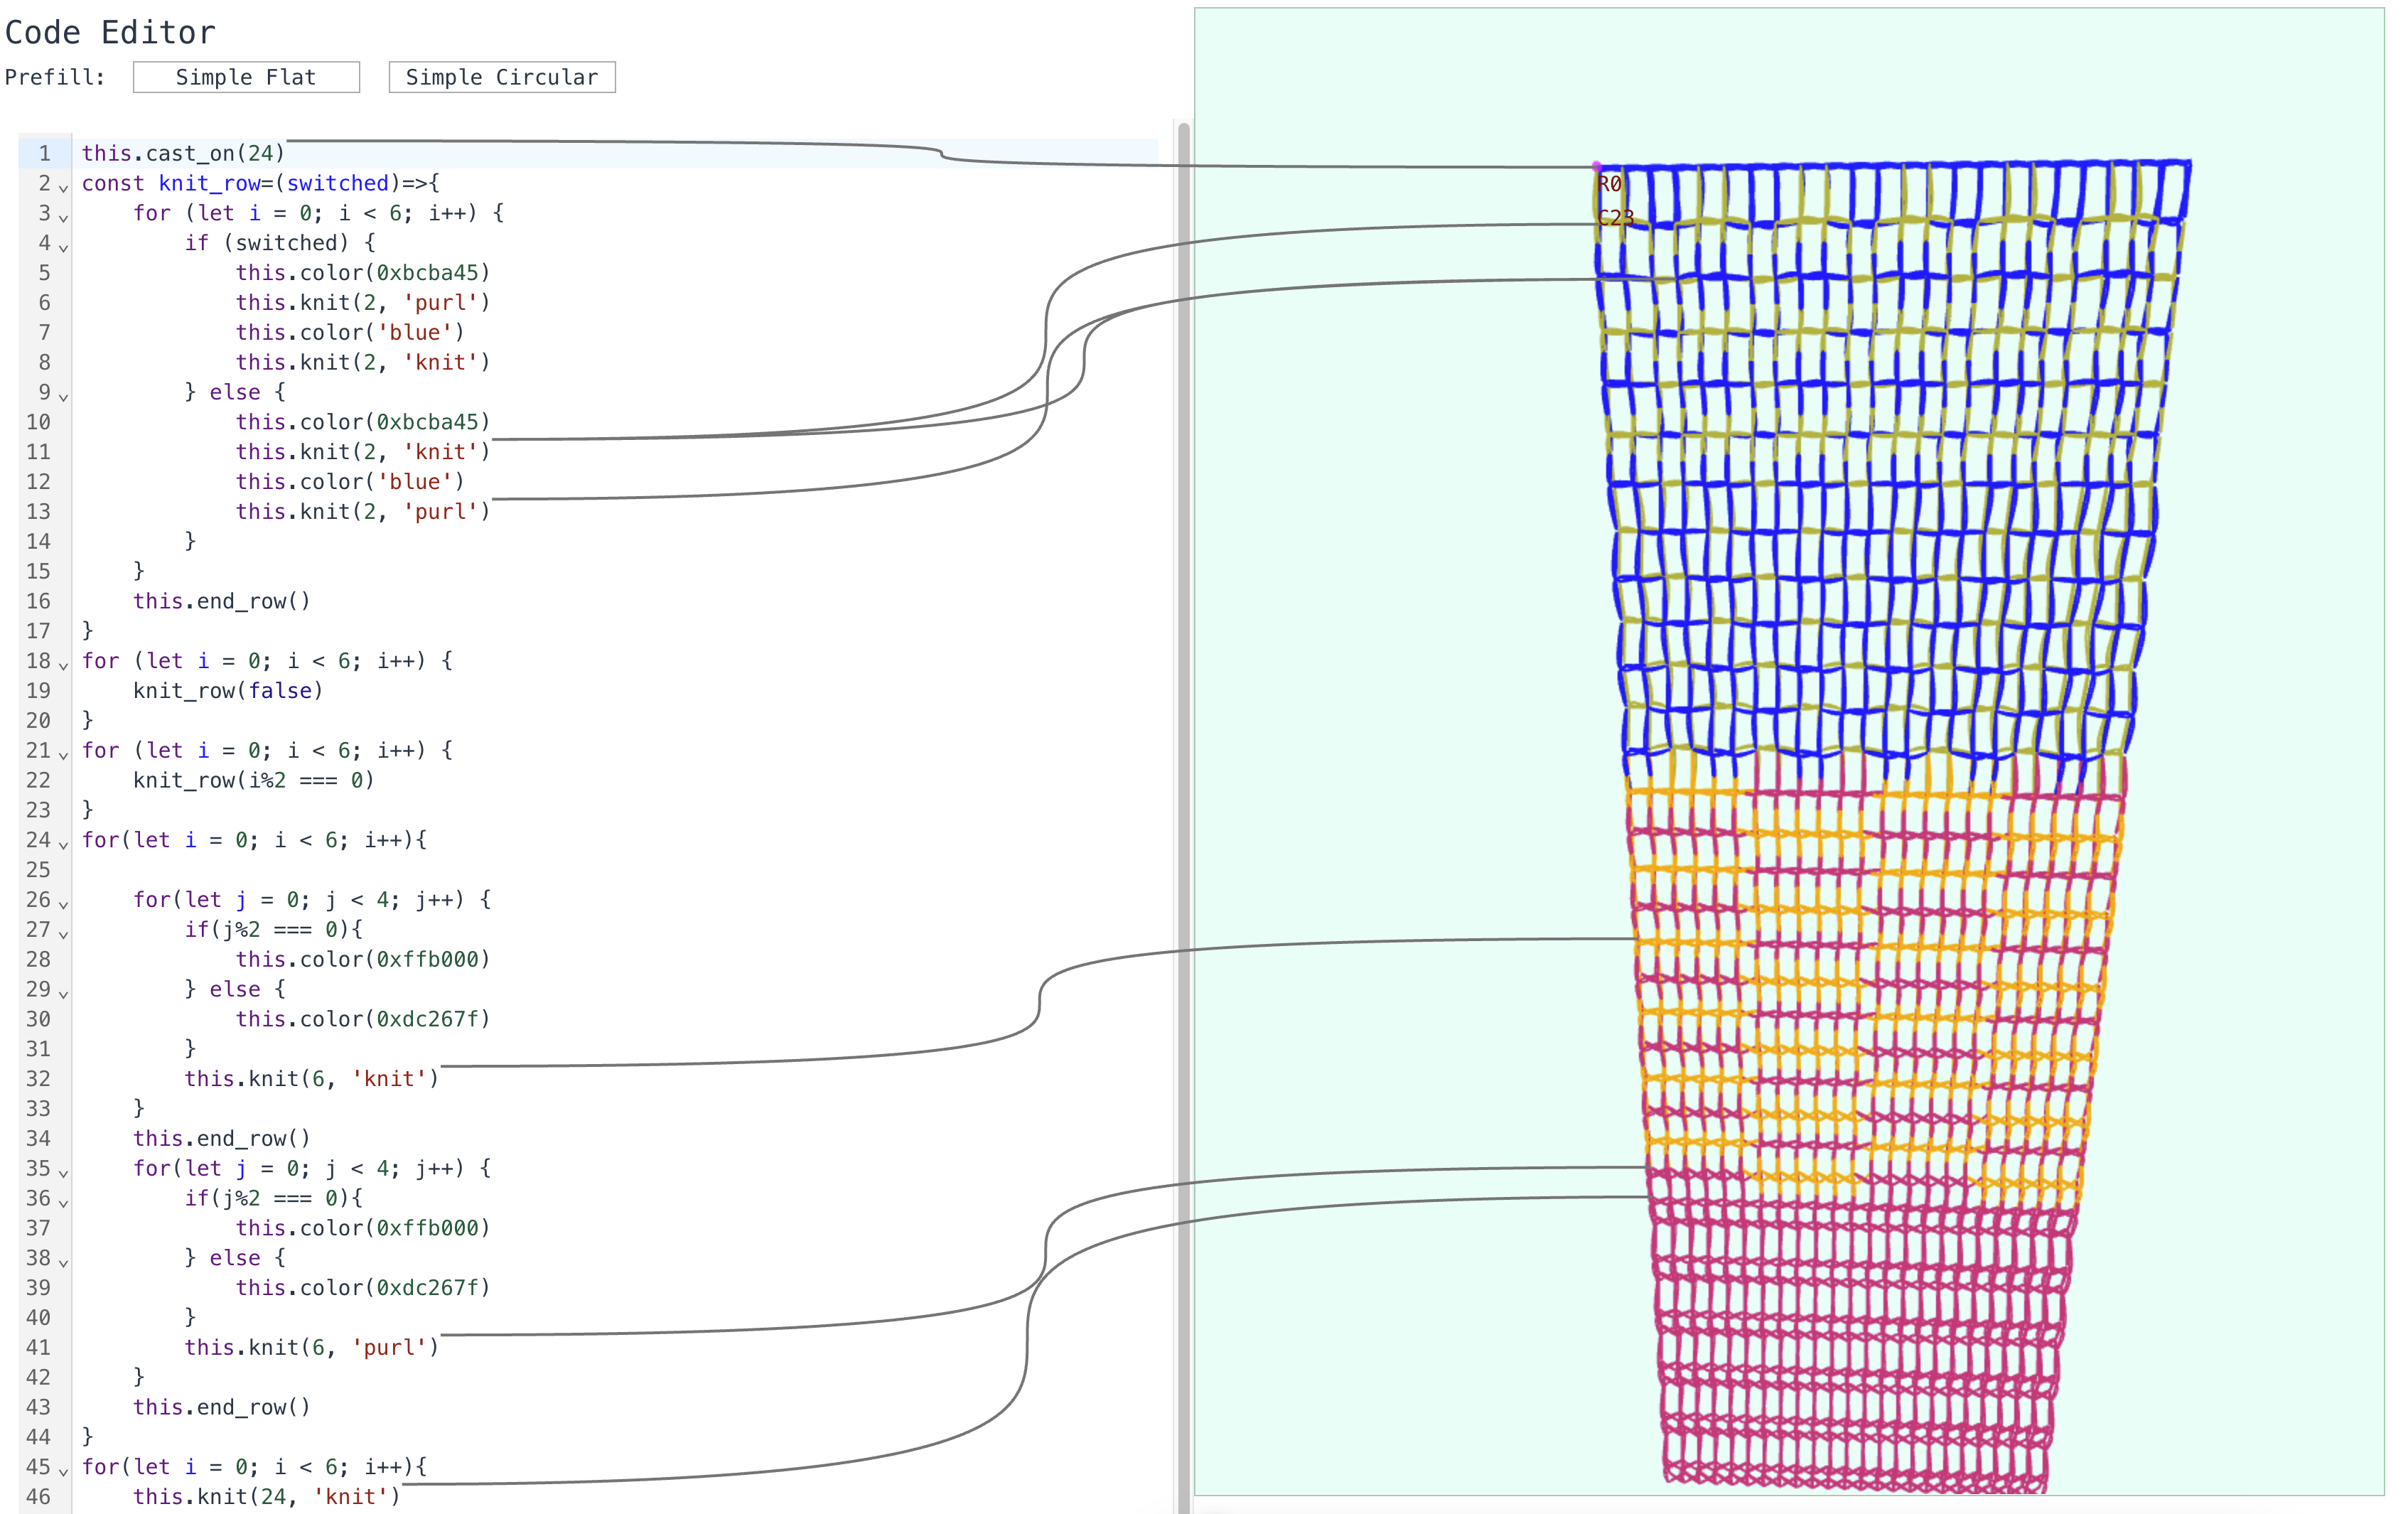 Code Editor
Prefill: Simple Flat Simple Circular
1 this.cast_on(24)
2 const knit_row=(switched)=>{
3 for (let i = 0; i < 6; i++) {
4 if (switched) {
5 this.color(0xbcba45)
6 this.knit(2, 'purl')
7 this.color('blue')
8 this.knit(2, 'knit')
9 } else {
10 this.color(0xbcba45)
11 this.knit(2, 'knit')
12 this.color('blue')
13 this.knit(2, 'purl')
14 }
15 }
16 this.end_row()
17 }
18 for (let i = 0; i < 6; i++) {
19 knit_row(false)
20 }
21 for (let i = 0; i < 6; i++) {
22 knit_row(i%2 === 0)
23 }
24 for(let i = 0; i < 6; i++){
25
26 for(let j = 0; j < 4; j++) {
27 if(j%2 === 0){
28 this.color(0xffb000)
29 } else {
30 this.color(0xdc267f)
31 }
32 this.knit(6, 'knit')
33 }
34 this.end_row()
35 for(let j = 0; j < 4; j++) {
36 if(j%2 === 0){
37 this.color(0xffb000)
38 } else {
39 this.color(0xdc267f)
40 }
41 this.knit(6, 'purl')
42 }
43 this.end_row()
44 }
45 for(let i = 0; i < 6; i++){
46 this.knit(24, 'knit')
R0
C23